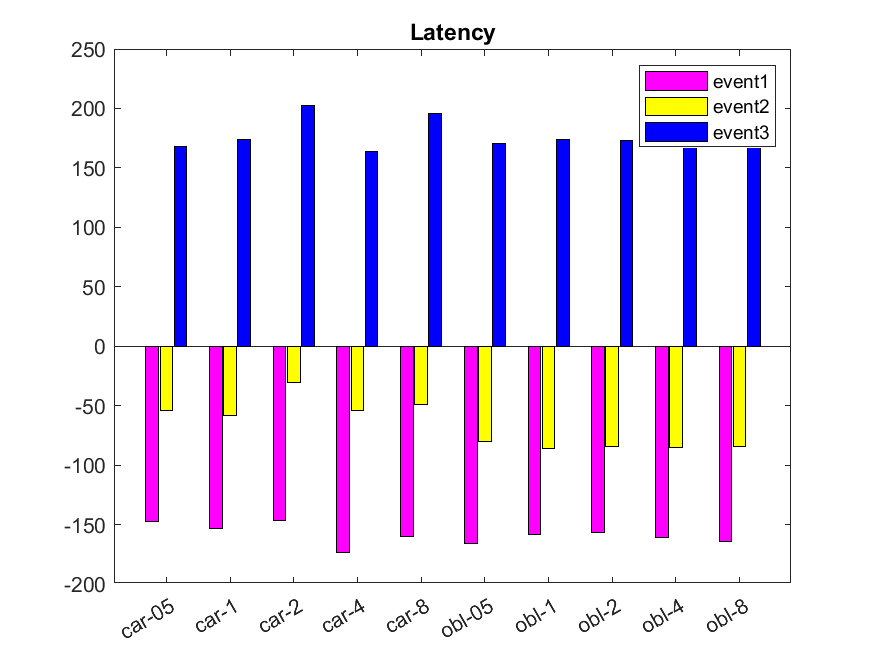 Latency
250
200
150
100
50
0
-50
-100
-150
-200
event1
event2
event3
car-05
car-1
car-2
car-4
car-8
obl-05
obl-1
obl-2
obl-4
obl-8